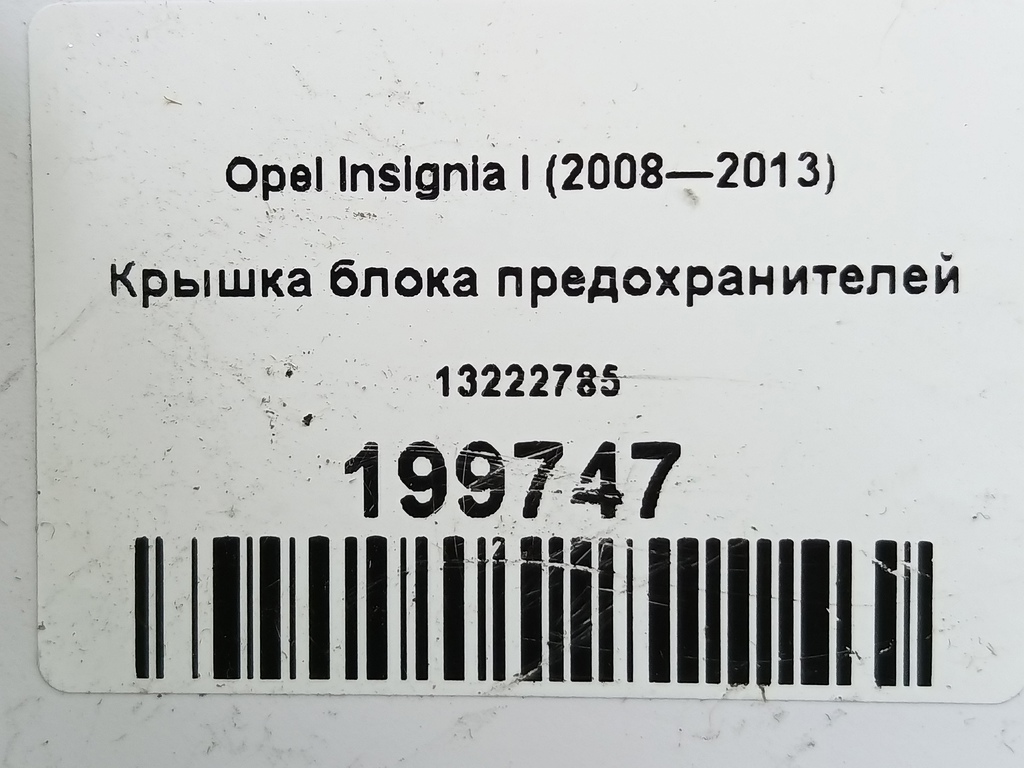 Opel Insignia I (2008—2013)
Крышка блока предохранителей
13222785
199747